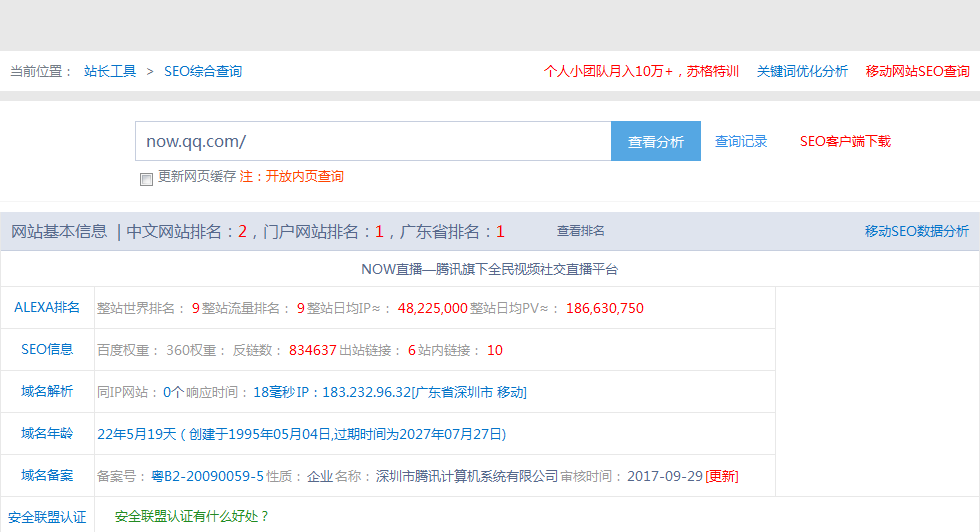 当前位置： 站长工具 > SEO综合查询 个人小团队月入10万+，苏格特训 关键词优化分析 移动网站SEO查询
now.qq.com/ 查看分析 查询记录 SEO客户端下载
更新网页缓存 注：开放内页查询
网站基本信息 | 中文网站排名：2，门户网站排名：1，广东省排名：1 查看排名 移动SEO数据分析
NOW直播—腾讯旗下全民视频社交直播平台
ALEXA排名 整站世界排名： 9 整站流量排名： 9 整站日均IP≈： 48,225,000 整站日均PV≈： 186,630,750
SEO信息 百度权重： 360权重： 反链数： 834637 出站链接： 6 站内链接： 10
域名解析 同IP网站： 0个 响应时间： 18毫秒 IP：183.232.96.32[广东省深圳市 移动]
域名年龄 22年5月19天（创建于1995年05月04日,过期时间为2027年07月27日)
域名备案 备案号： 粤B2-20090059-5 性质： 企业 名称： 深圳市腾讯计算机系统有限公司 审核时间： 2017-09-29 [更新]
安全联盟认证 安全联盟认证有什么好处？